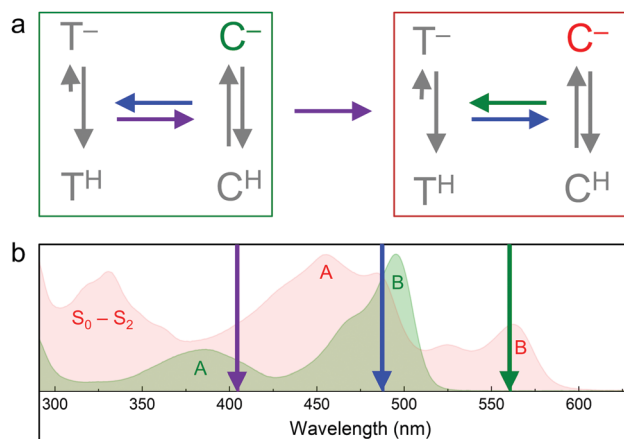 a
T⁻ C⁻ T⁻ C⁻
Tᴴ Cᴴ Tᴴ Cᴴ
b
S₀ – S₂ A A B B
300 350 400 450 500 550 600
Wavelength (nm)